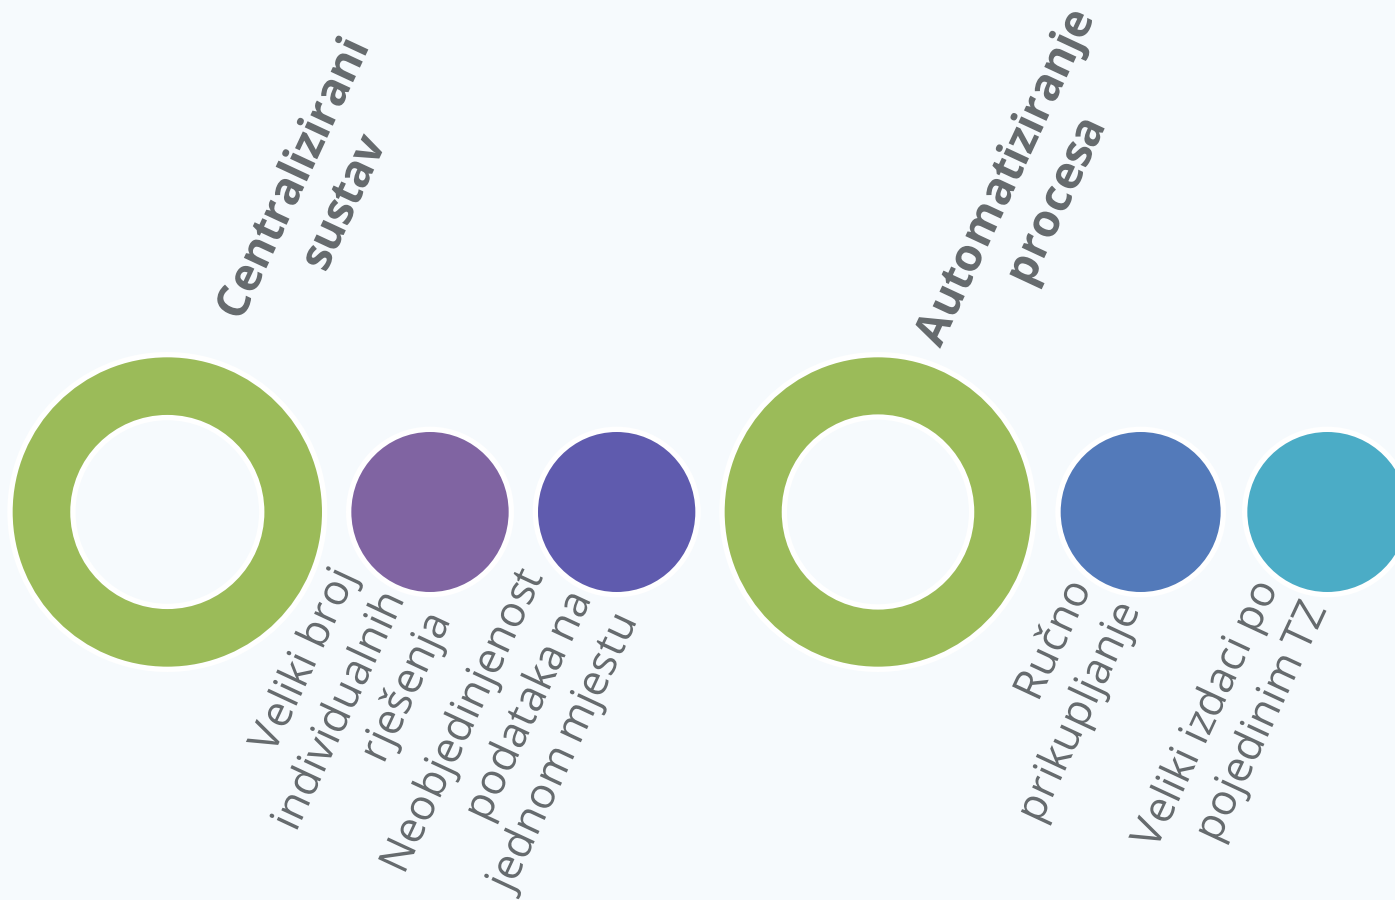 Centralizirani
sustav
Veliki broj
individualnih
rješenja
Neobjedinjenost
podataka na
jednom mjestu
Automatiziranje
procesa
Ručno
prikupljanje
Veliki izdaci po
pojedinim TZ